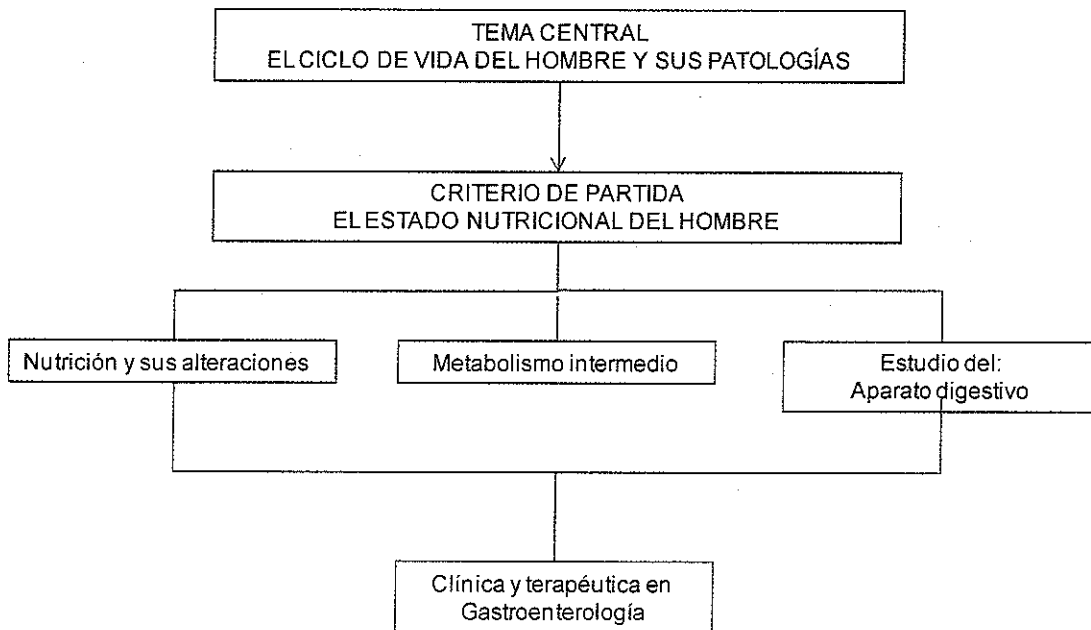 TEMA CENTRAL
EL CICLO DE VIDA DEL HOMBRE Y SUS PATOLOGÍAS
CRITERIO DE PARTIDA
EL ESTADO NUTRICIONAL DEL HOMBRE
Nutrición y sus alteraciones
Metabolismo intermedio
Estudio del:
Aparato digestivo
Clínica y terapéutica en
Gastroenterología